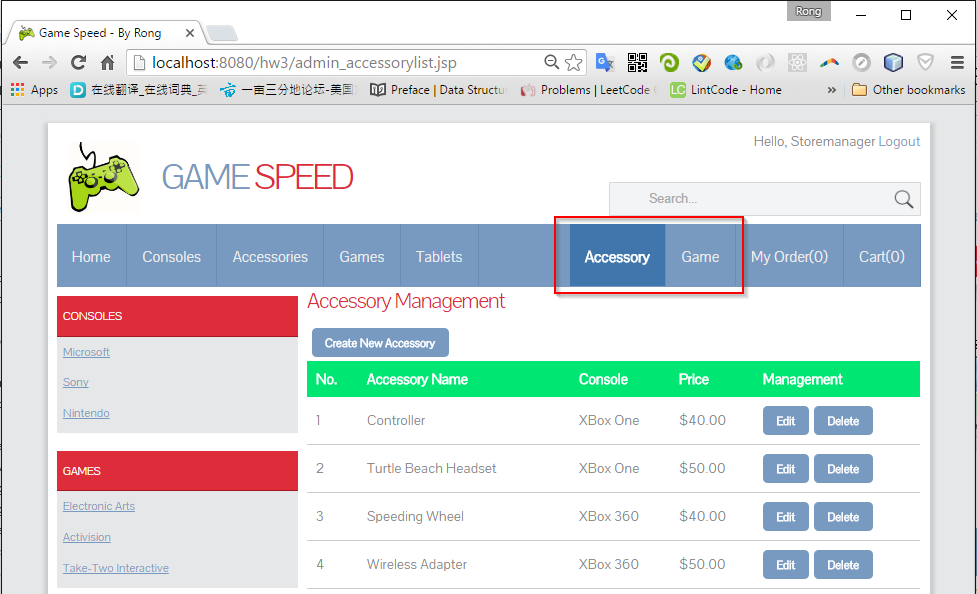 Rong
Game Speed - By Rong
localhost:8080/hw3/admin_accessorylist.jsp
Apps 在线翻译_在线词典_ 一亩三分地论坛-美国 Preface | Data Structu Problems | LeetCode LC LintCode - Home » Other bookmarks
Hello, Storemanager Logout
GAME SPEED
Search...
Home Consoles Accessories Games Tablets Accessory Game My Order(0) Cart(0)
CONSOLES
Microsoft
Sony
Nintendo
GAMES
Electronic Arts
Activision
Take-Two Interactive
Accessory Management
Create New Accessory
No. Accessory Name Console Price Management
1 Controller XBox One $40.00 Edit Delete
2 Turtle Beach Headset XBox One $50.00 Edit Delete
3 Speeding Wheel XBox 360 $40.00 Edit Delete
4 Wireless Adapter XBox 360 $50.00 Edit Delete